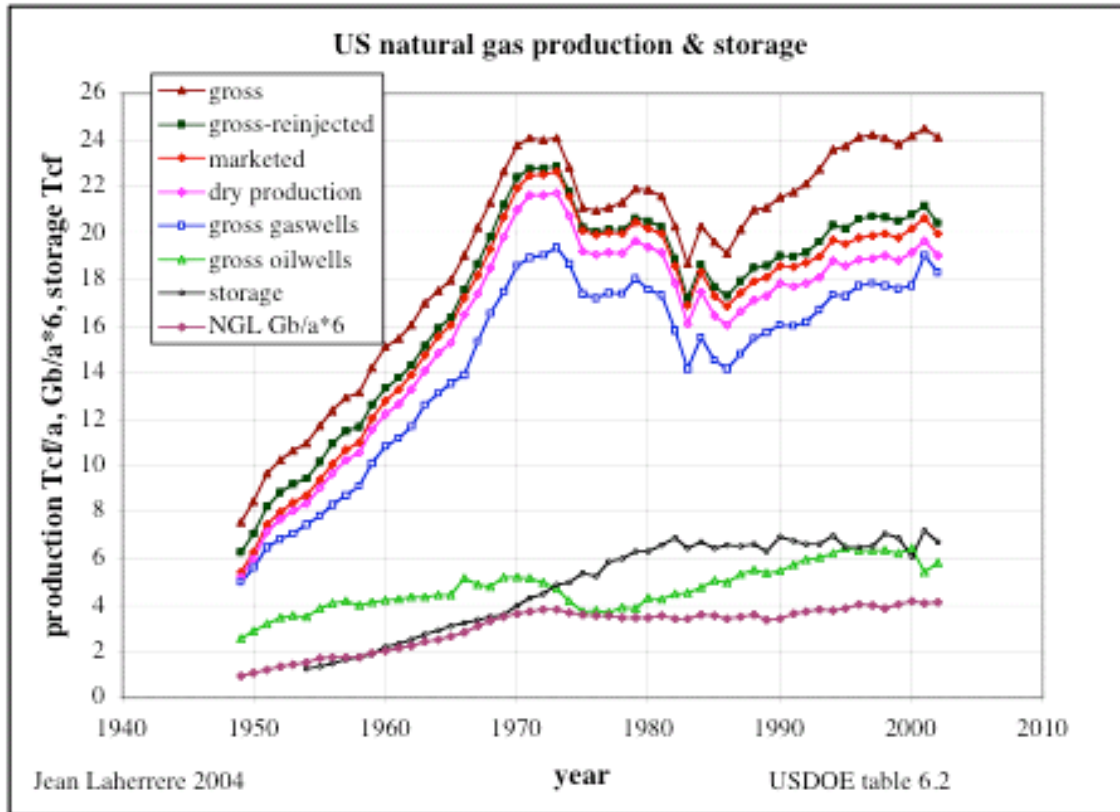 US natural gas production & storage
gross
gross-reinjected
marketed
dry production
gross gaswells
gross oilwells
storage
NGL Gb/a*6
production Tcf/a, Gb/a*6, storage Tcf
26
24
22
20
18
16
14
12
10
8
6
4
2
0
1940 1950 1960 1970 1980 1990 2000 2010
year
Jean Laherrere 2004 USDOE table 6.2